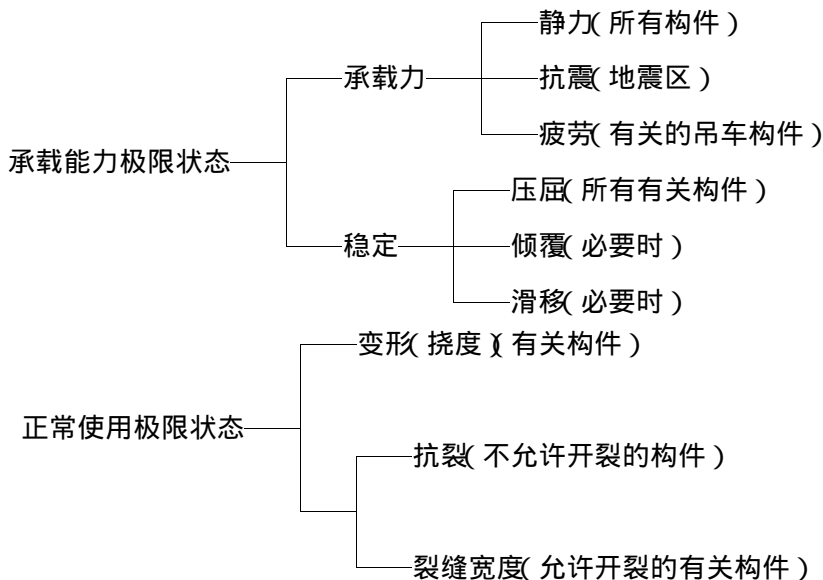 静力(所有构件)
承载力
抗震(地震区)
疲劳(有关的吊车构件)
承载能力极限状态
压屈(所有有关构件)
稳定
倾覆(必要时)
滑移(必要时)
变形(挠度)(有关构件)
正常使用极限状态
抗裂(不允许开裂的构件)
裂缝宽度(允许开裂的有关构件)